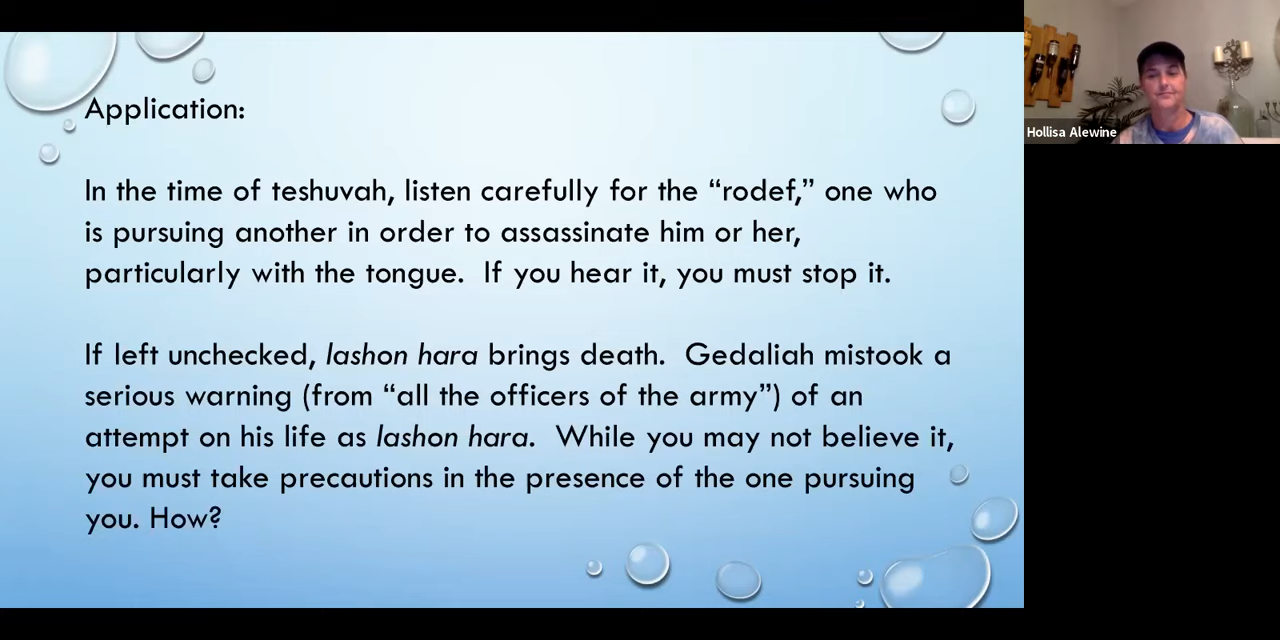 Application:
In the time of teshuvah, listen carefully for the “rodef,” one who
is pursuing another in order to assassinate him or her,
particularly with the tongue.  If you hear it, you must stop it.
If left unchecked, lashon hara brings death.  Gedaliah mistook a
serious warning (from “all the officers of the army”) of an
attempt on his life as lashon hara.  While you may not believe it,
you must take precautions in the presence of the one pursuing
you. How?
Hollisa Alewine